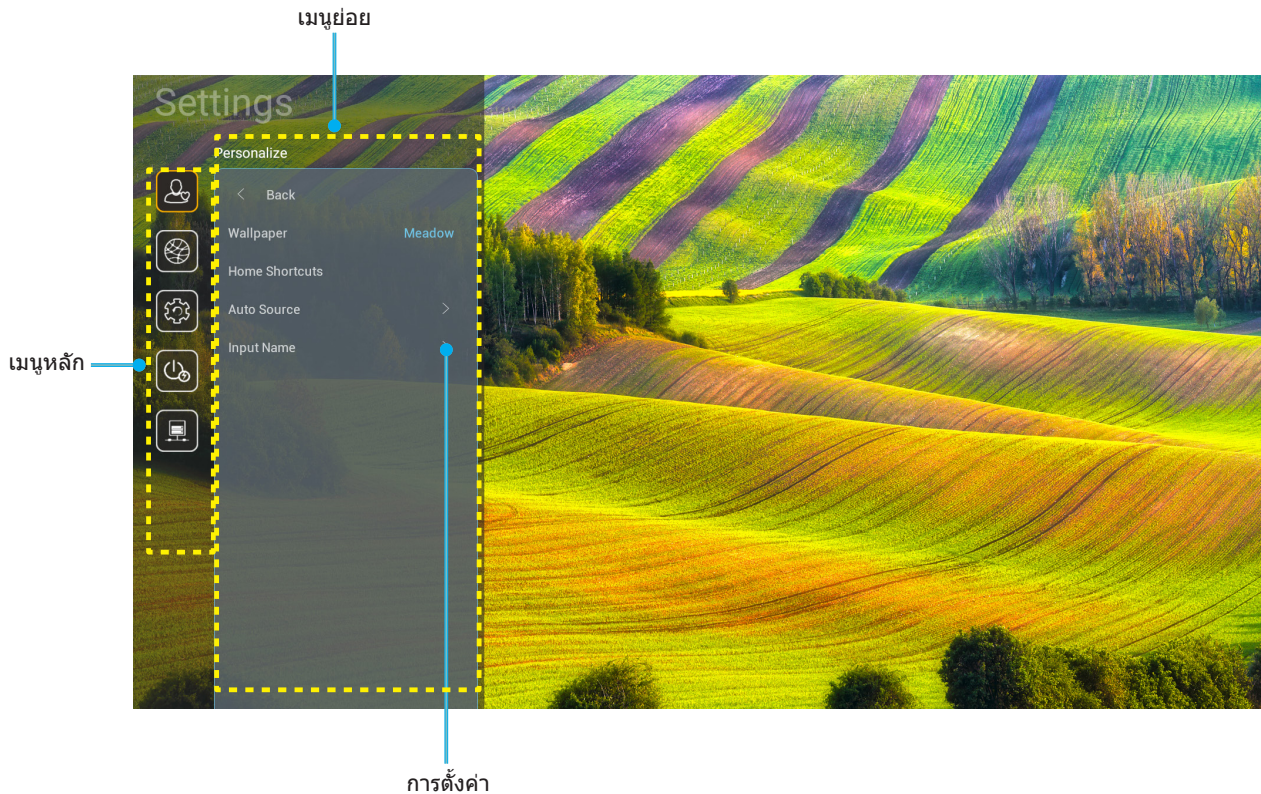 เมนูย่อย
Settings
Personalize
Back
Wallpaper Meadow
Home Shortcuts
Auto Source
Input Name
เมนูหลัก
การตั้งค่า